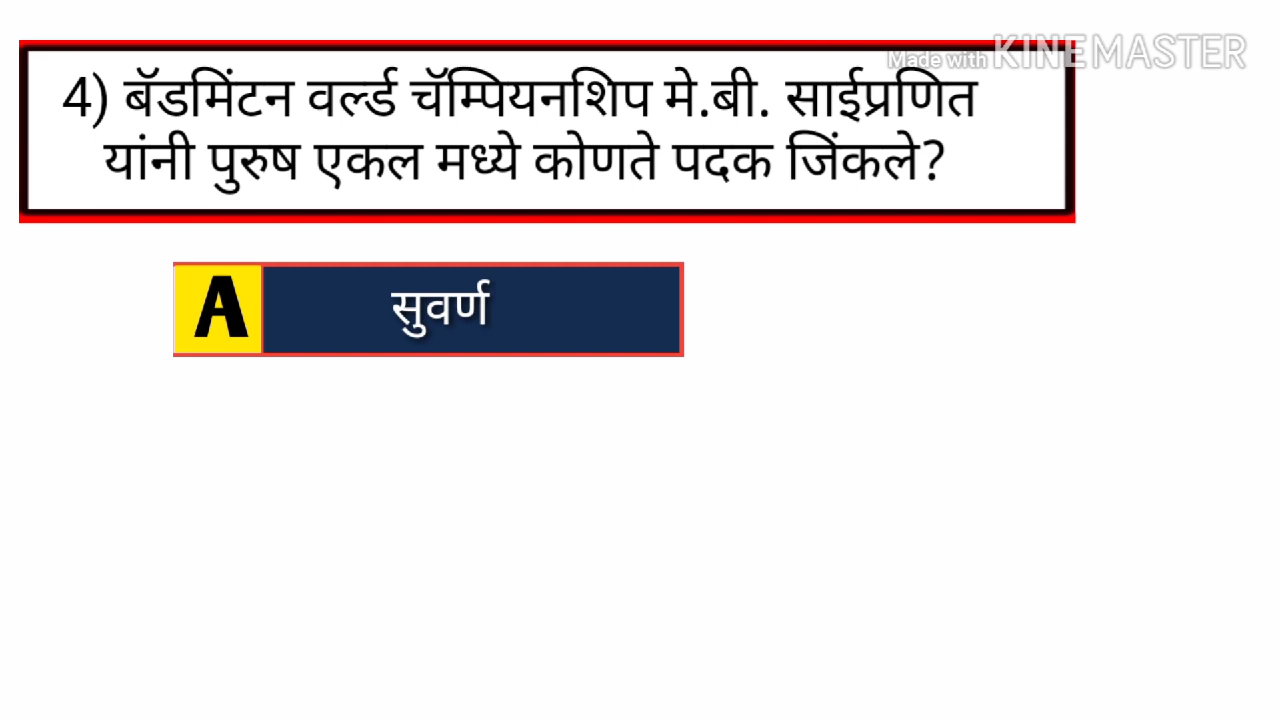 Made with KINEMASTER
4) बॅडमिंटन वर्ल्ड चॅम्पियनशिप मे.बी. साईप्रणित
यांनी पुरुष एकल मध्ये कोणते पदक जिंकले?
A सुवर्ण